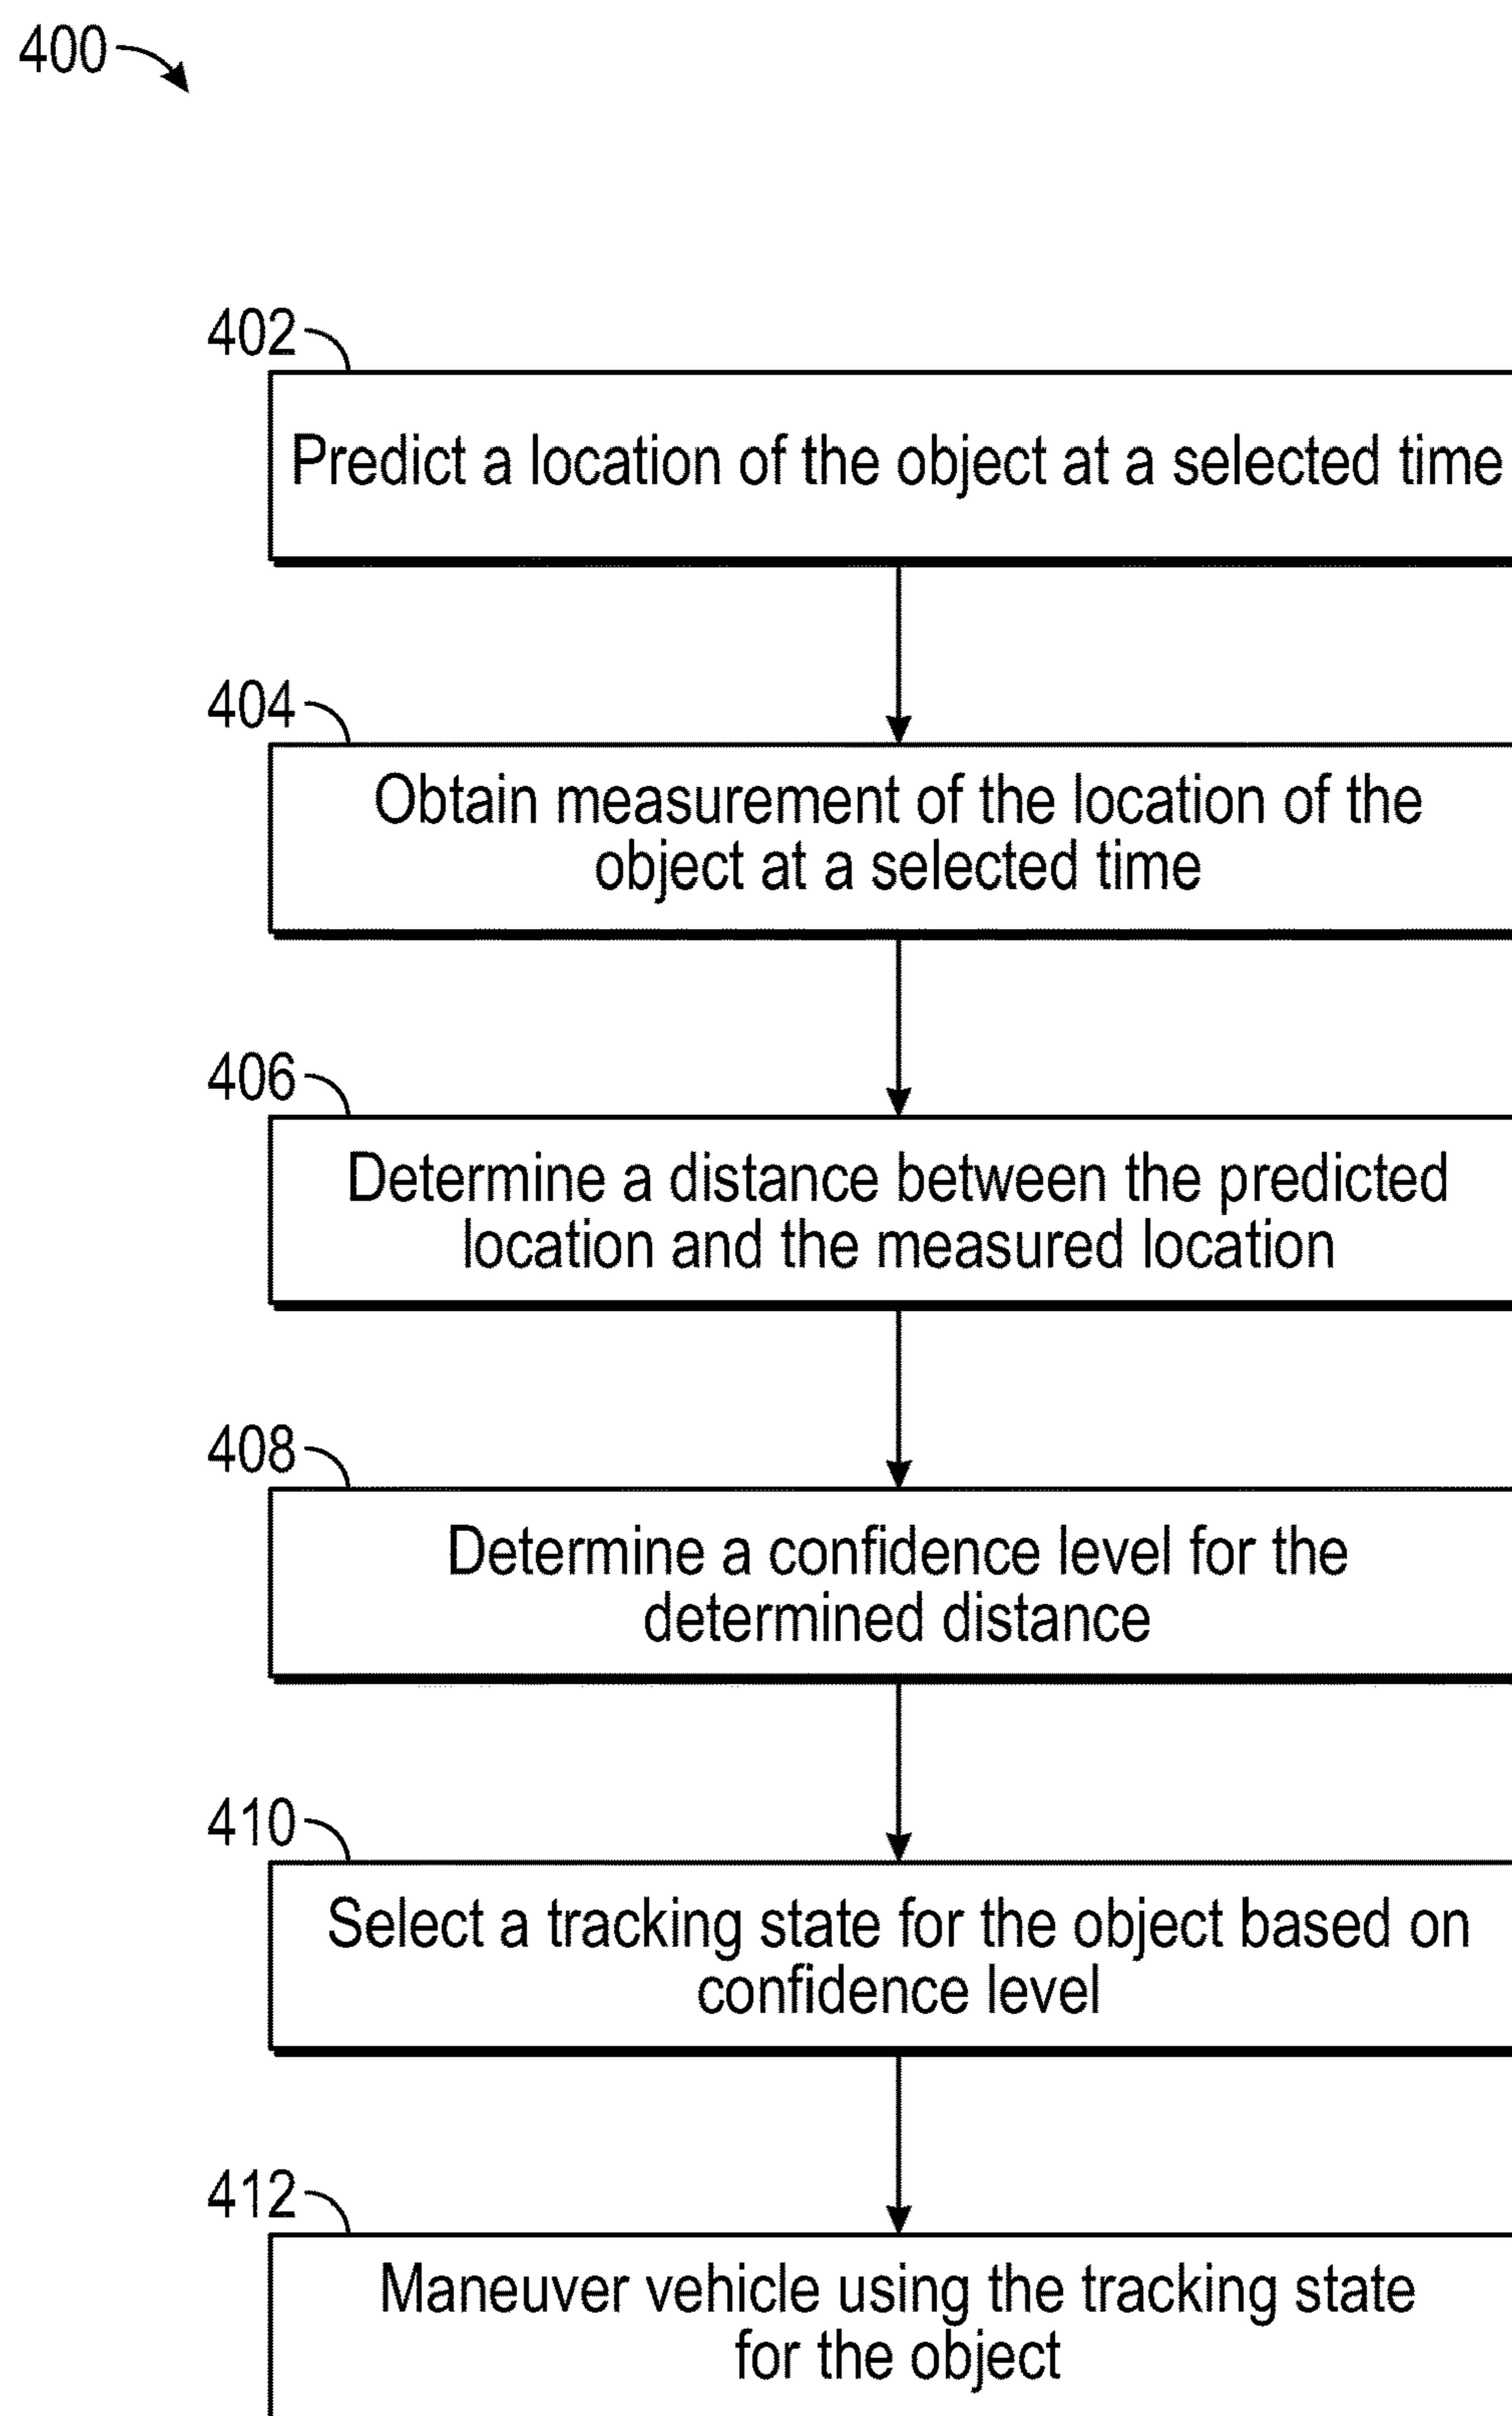 400
402
Predict a location of the object at a selected time
404
Obtain measurement of the location of the
object at a selected time
406
Determine a distance between the predicted
location and the measured location
408
Determine a confidence level for the
determined distance
410
Select a tracking state for the object based on
confidence level
412
Maneuver vehicle using the tracking state
for the object